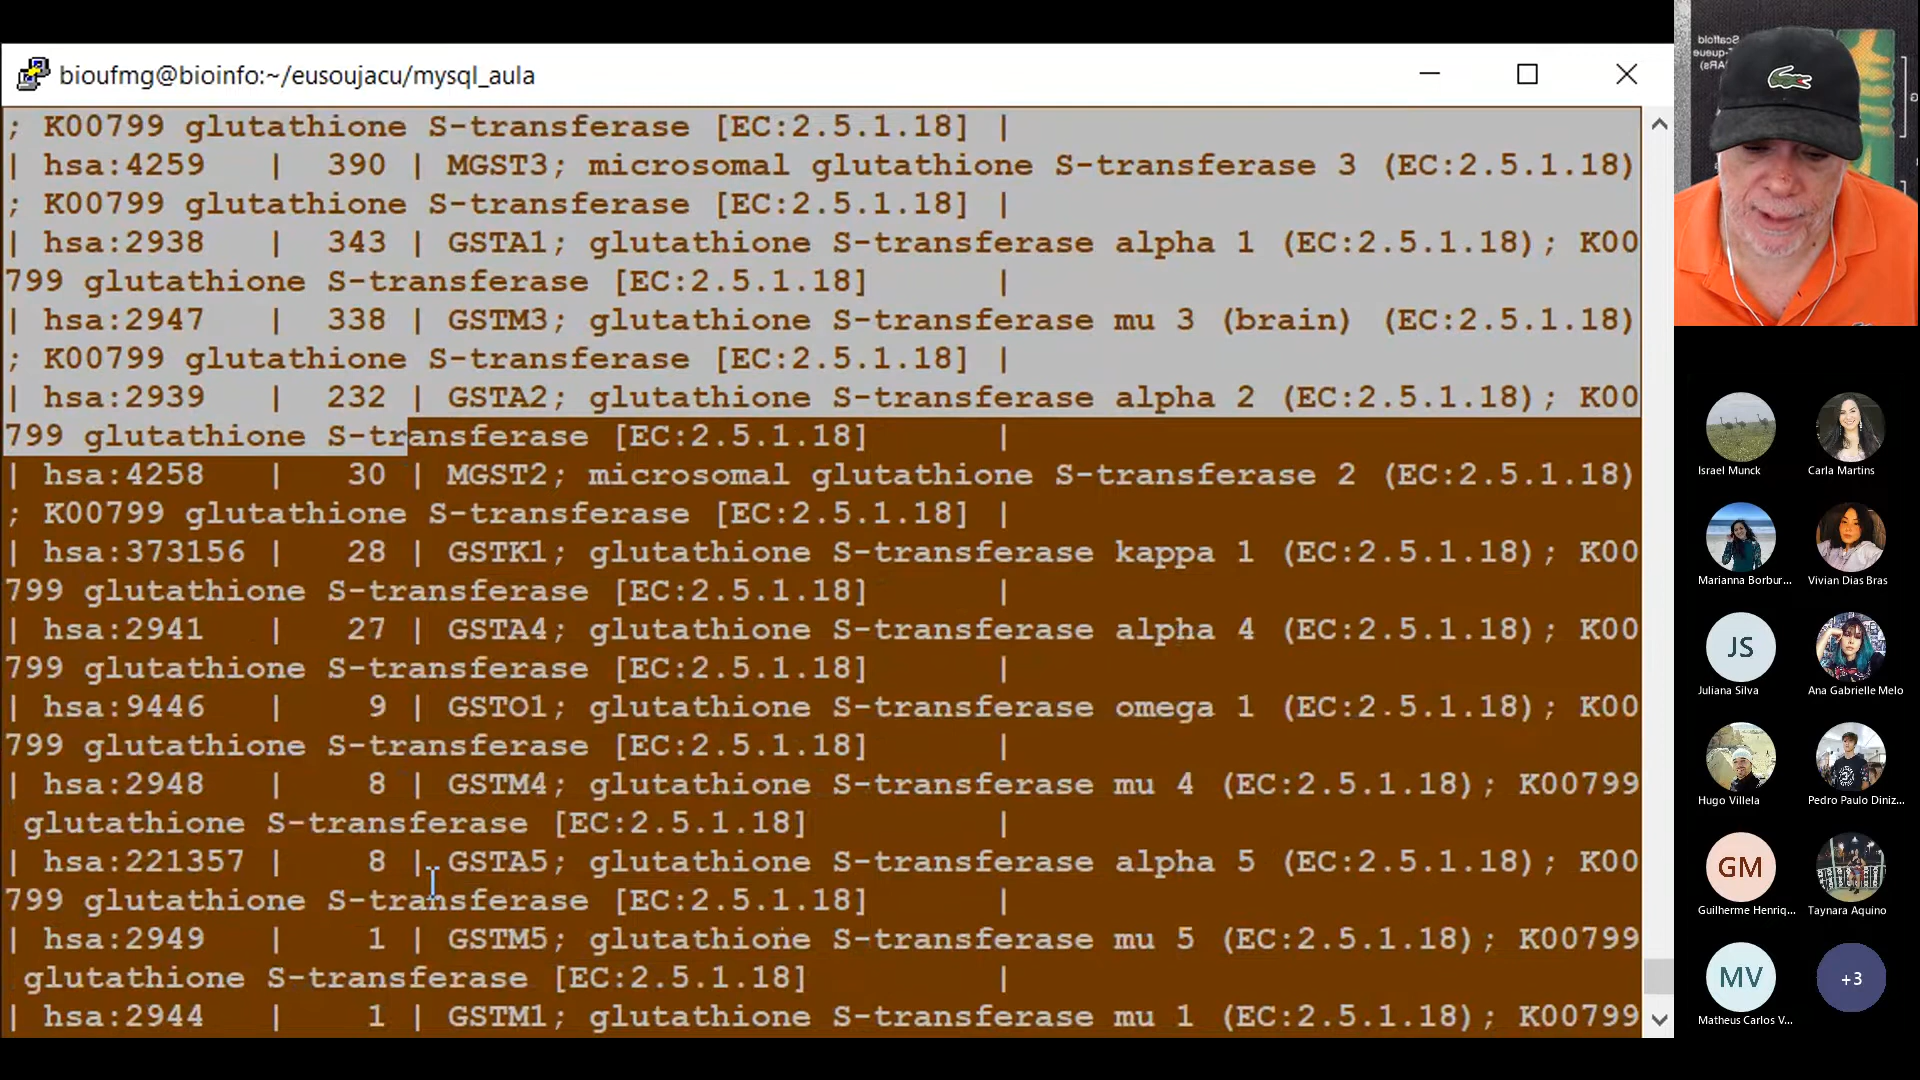 bioufmg@bioinfo:~/eusoujacu/mysql_aula
; K00799 glutathione S-transferase [EC:2.5.1.18] |
| hsa:4259 | 390 | MGST3; microsomal glutathione S-transferase 3 (EC:2.5.1.18)
; K00799 glutathione S-transferase [EC:2.5.1.18] |
| hsa:2938 | 343 | GSTA1; glutathione S-transferase alpha 1 (EC:2.5.1.18); K00
799 glutathione S-transferase [EC:2.5.1.18] |
| hsa:2947 | 338 | GSTM3; glutathione S-transferase mu 3 (brain) (EC:2.5.1.18)
; K00799 glutathione S-transferase [EC:2.5.1.18] |
| hsa:2939 | 232 | GSTA2; glutathione S-transferase alpha 2 (EC:2.5.1.18); K00
799 glutathione S-transferase [EC:2.5.1.18] |
| hsa:4258 | 30 | MGST2; microsomal glutathione S-transferase 2 (EC:2.5.1.18)
; K00799 glutathione S-transferase [EC:2.5.1.18] |
| hsa:373156 | 28 | GSTK1; glutathione S-transferase kappa 1 (EC:2.5.1.18); K00
799 glutathione S-transferase [EC:2.5.1.18] |
| hsa:2941 | 27 | GSTA4; glutathione S-transferase alpha 4 (EC:2.5.1.18); K00
799 glutathione S-transferase [EC:2.5.1.18] |
| hsa:9446 | 9 | GSTO1; glutathione S-transferase omega 1 (EC:2.5.1.18); K00
799 glutathione S-transferase [EC:2.5.1.18] |
| hsa:2948 | 8 | GSTM4; glutathione S-transferase mu 4 (EC:2.5.1.18); K00799
glutathione S-transferase [EC:2.5.1.18] |
| hsa:221357 | 8 | GSTA5; glutathione S-transferase alpha 5 (EC:2.5.1.18); K00
799 glutathione S-transferase [EC:2.5.1.18] |
| hsa:2949 | 1 | GSTM5; glutathione S-transferase mu 5 (EC:2.5.1.18); K00799
glutathione S-transferase [EC:2.5.1.18] |
| hsa:2944 | 1 | GSTM1; glutathione S-transferase mu 1 (EC:2.5.1.18); K00799
Scaffold
Israel Munck
Carla Martins
Marianna Borbur...
Vivian Dias Bras
JS
Juliana Silva
Ana Gabrielle Melo
Hugo Villela
Pedro Paulo Diniz...
GM
Guilherme Henriq...
Taynara Aquino
MV
Matheus Carlos V...
+3